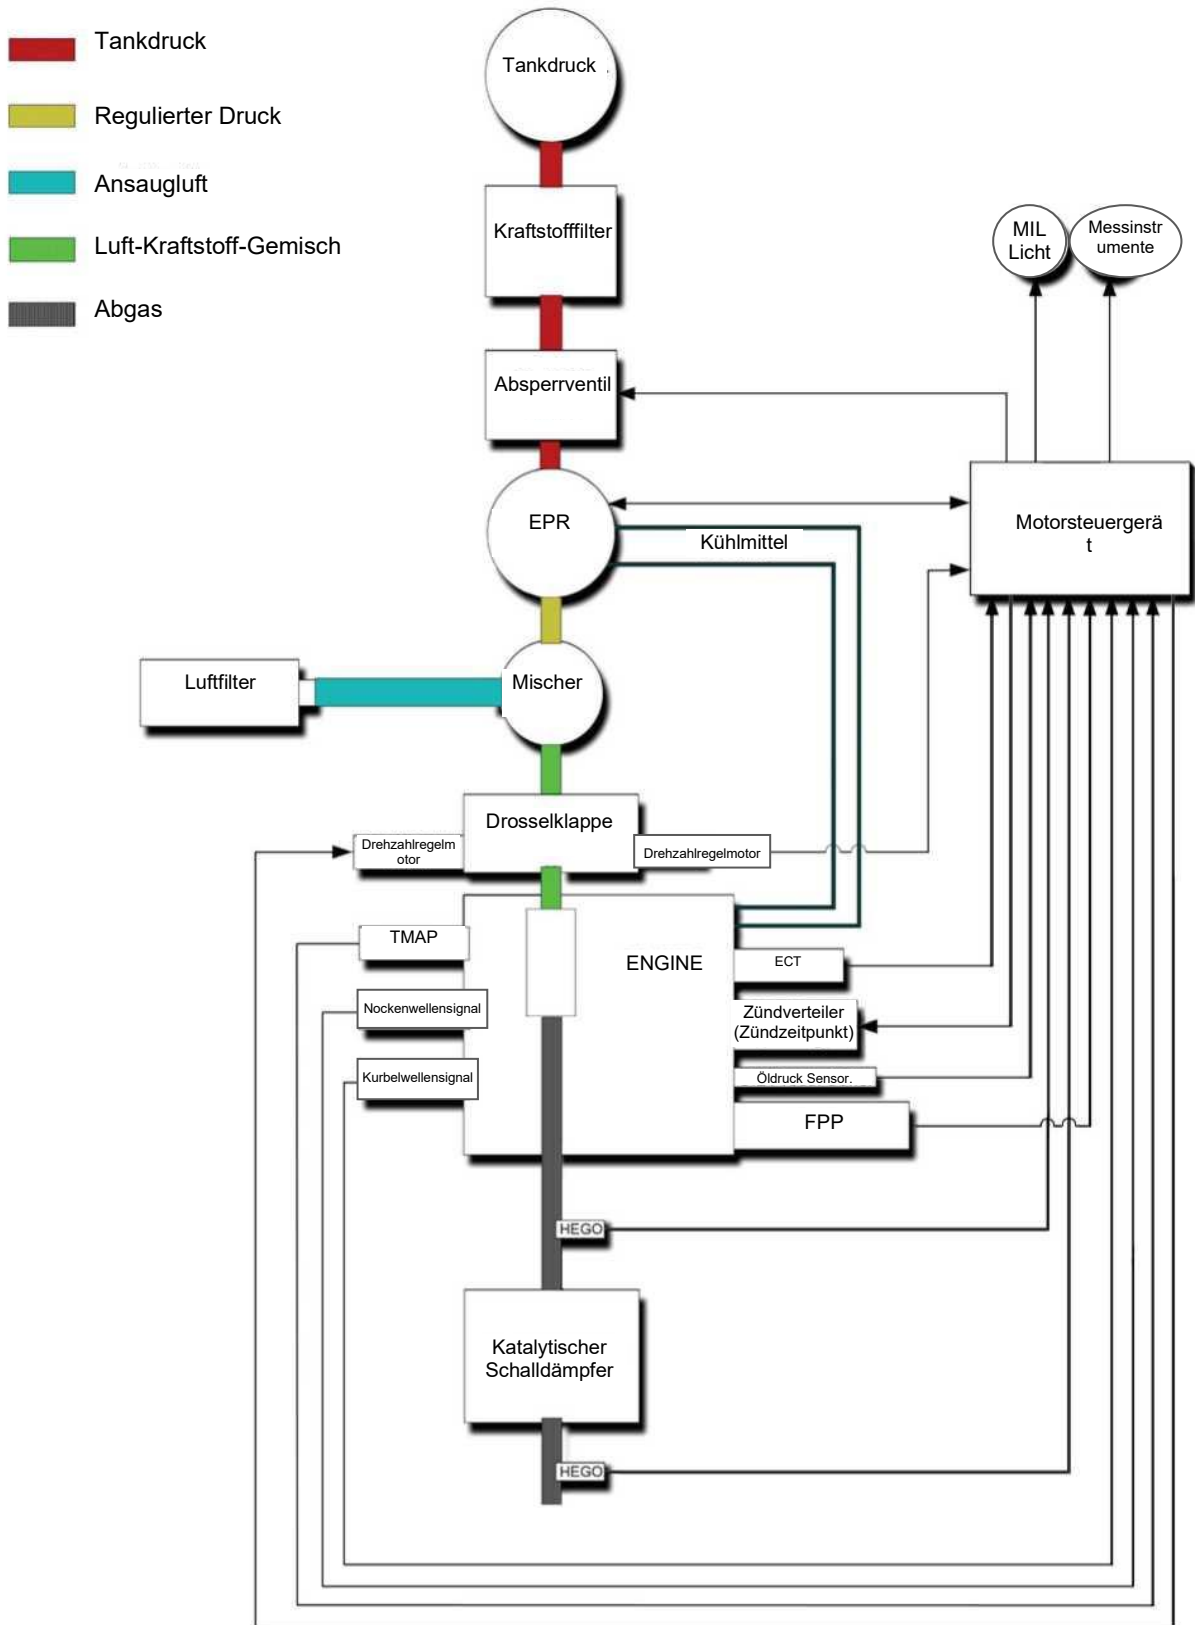 Tankdruck
Regulierter Druck
Ansaugluft
Luft-Kraftstoff-Gemisch
Abgas
Tankdruck
Kraftstofffilter
MIL
Licht
Messinstr
umente
Absperrventil
EPR
Kühlmittel
Motorsteuergerä
t
Luftfilter
Mischer
Drosselklappe
Drehzahlregelm
otor
Drehzahlregelmotor
TMAP
ENGINE
ECT
Nockenwellensignal
Zündverteiler
(Zündzeitpunkt)
Kurbelwellensignal
Öldruck Sensor.
FPP
HEGO
Katalytischer
Schalldämpfer
HEGO